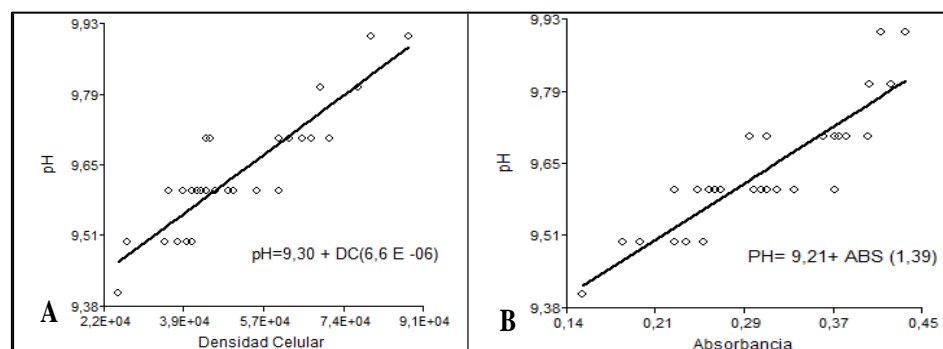 9,93
9,79
9,65
9,51
9,38
pH
pH=9,30 + DC(6,6 E -06)
A
2,2E+04 3,9E+04 5,7E+04 7,4E+04 9,1E+04
Densidad Celular
9,93
9,79
9,65
9,51
9,38
pH
PH= 9,21+ ABS (1,39)
B
0,14 0,21 0,29 0,37 0,45
Absorbancia